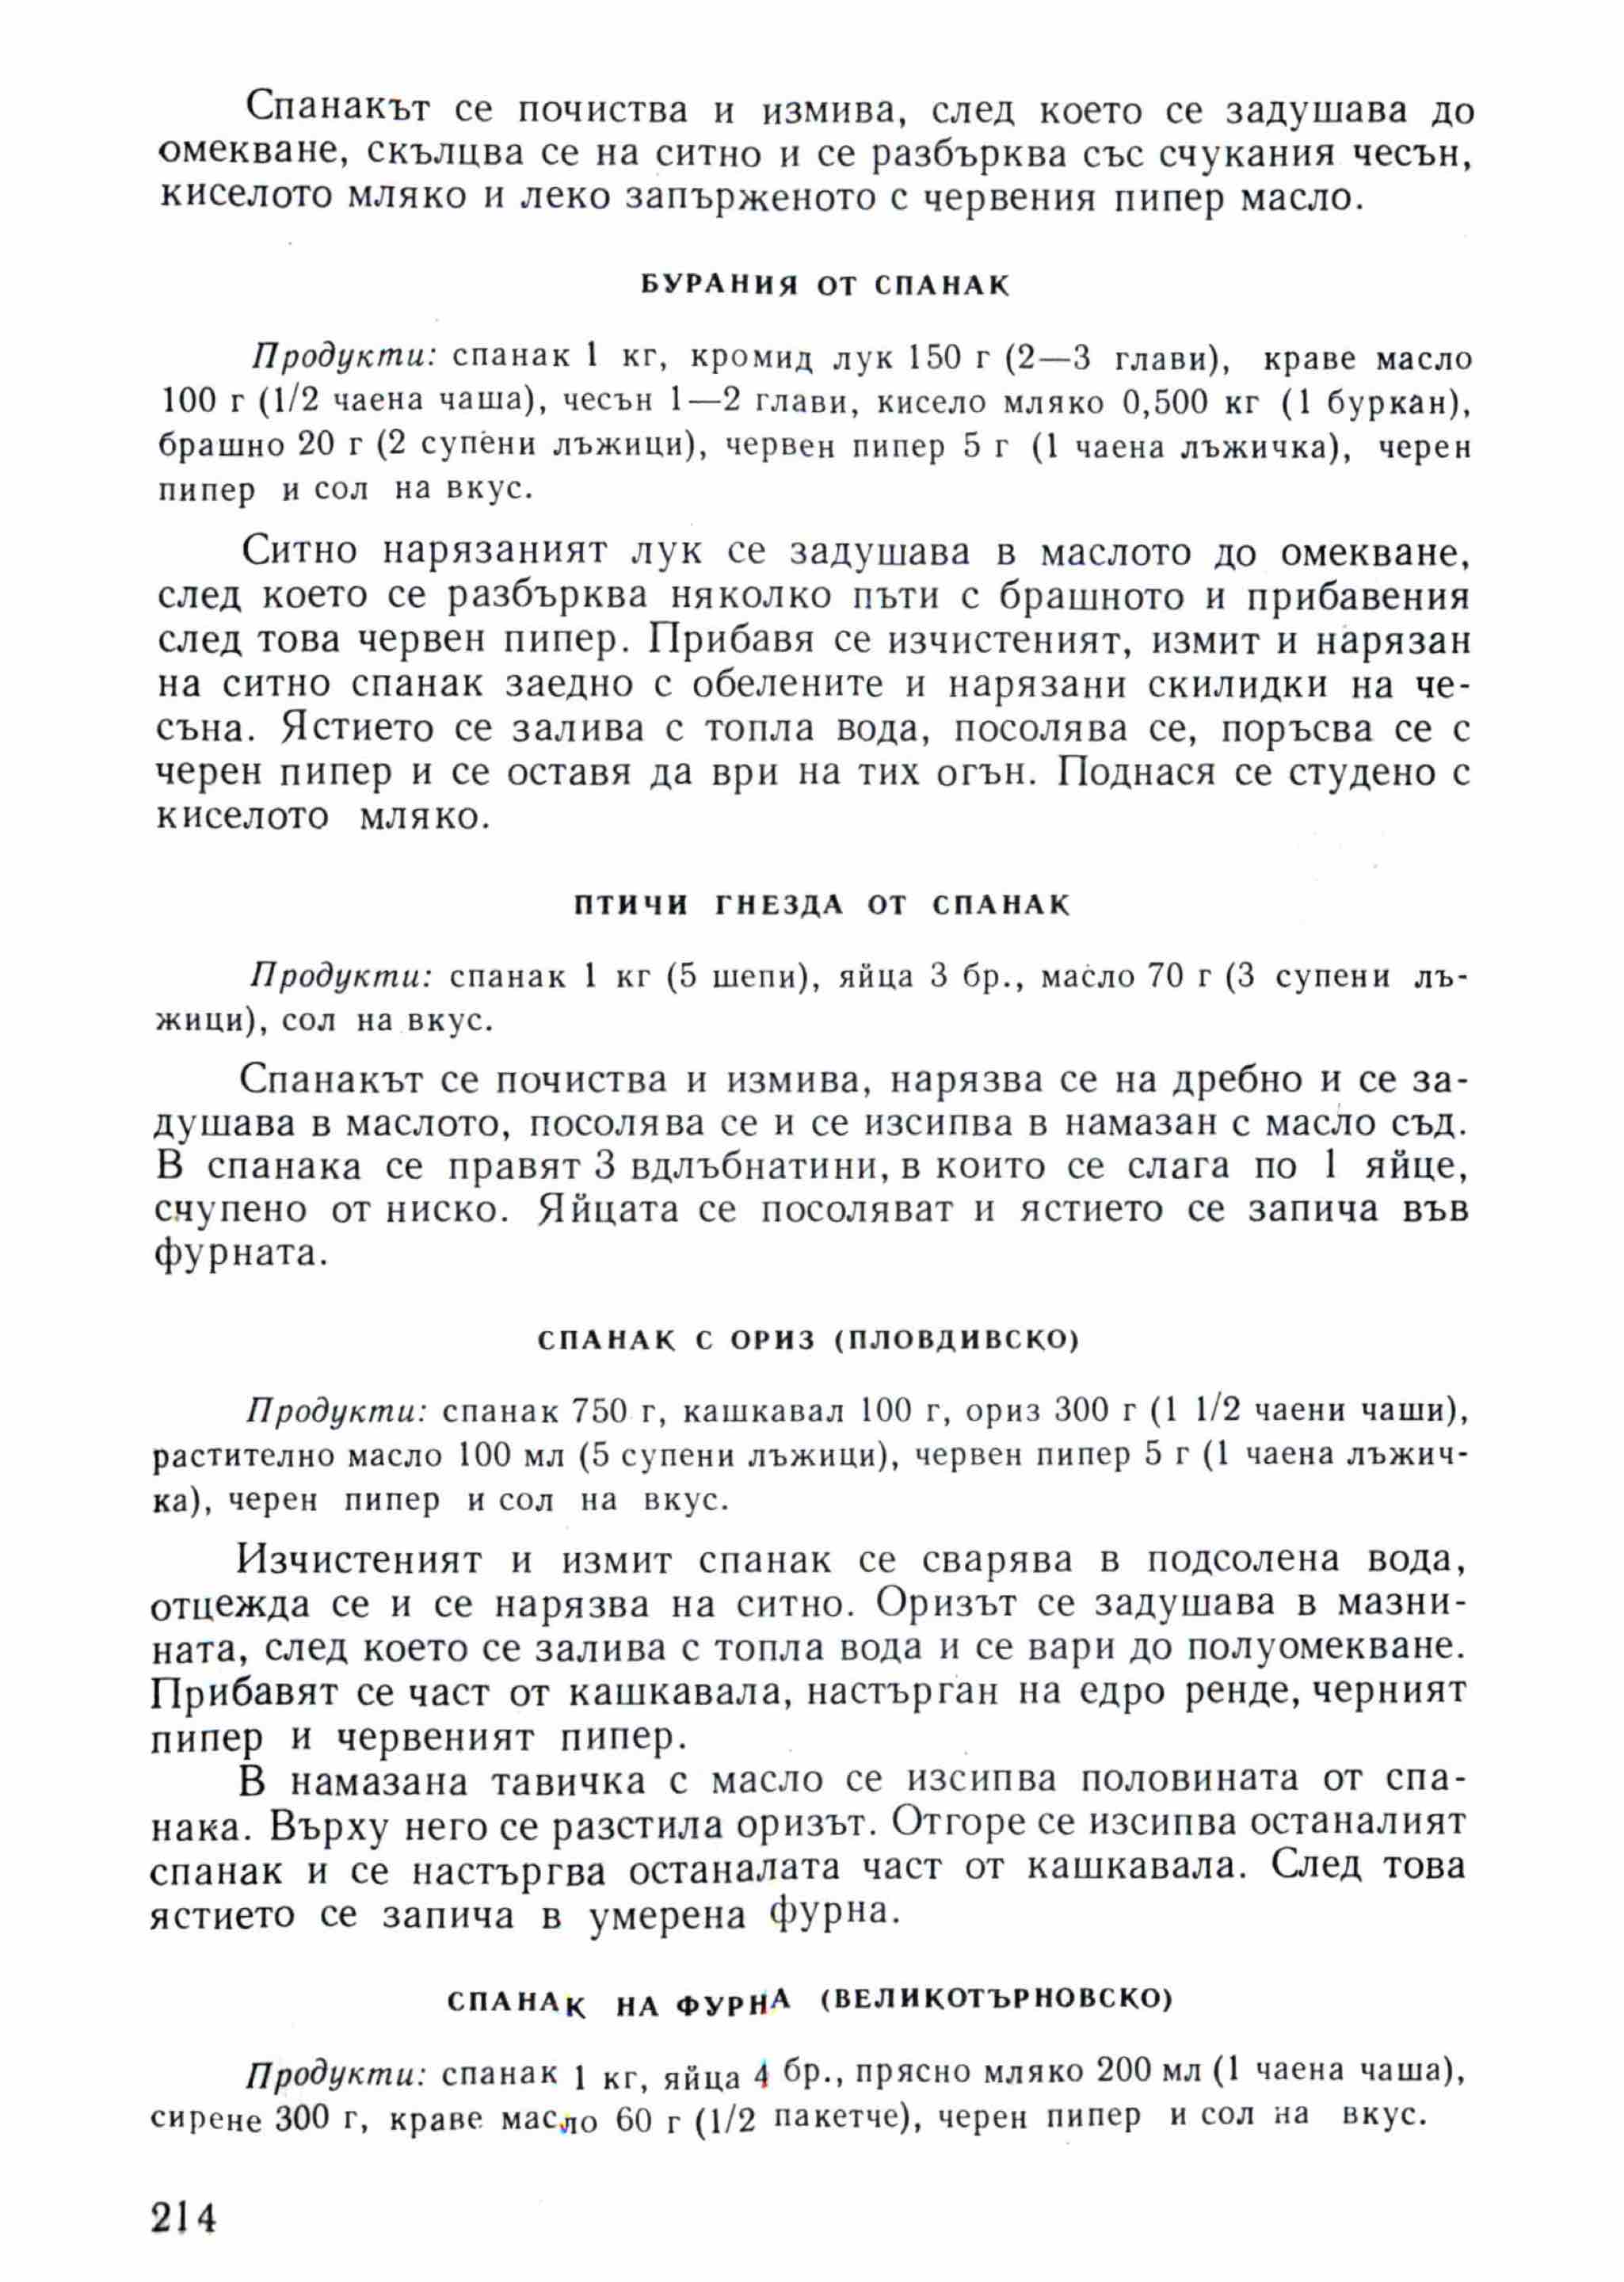 Спанакът се почиства и измива, след което се задушава до
омекване, скълцва се на ситно и се разбърква със счукания чесън,
киселото мляко и леко запърженото с червения пипер масло.
БУРАНИЯ ОТ СПАНАК
Продукти: спанак 1 кг, кромид лук 150 г (2—3 глави), краве масло
100 г (1/2 чаена чаша), чесън 1—2 глави, кисело мляко 0,500 кг (1 буркан),
брашно 20 г (2 супени лъжици), червен пипер 5 г (1 чаена лъжичка), черен
пипер и сол на вкус.
Ситно нарязаният лук се задушава в маслото до омекване,
след което се разбърква няколко пъти с брашното и прибавения
след това червен пипер. Прибавя се изчистеният, измит и нарязан
на ситно спанак заедно с обелените и нарязани скилидки на че-
съна. Ястието се залива с топла вода, посолява се, поръсва се с
черен пипер и се оставя да ври на тих огън. Поднася се студено с
киселото мляко.
ПТИЧИ ГНЕЗДА ОТ СПАНАК
Продукти: спанак 1 кг (5 шепи), яйца 3 бр., масло 70 г (3 супени лъ-
жици), сол на вкус.
Спанакът се почиства и измива, нарязва се на дребно и се за-
душава в маслото, посолява се и се изсипва в намазан с масло съд.
В спанака се правят 3 вдлъбнатини, в които се слага по 1 яйце,
счупено от ниско. Яйцата се посоляват и ястието се запича във
фурната.
СПАНАК С ОРИЗ (ПЛОВДИВСКО)
Продукти: спанак 750 г, кашкавал 100 г, ориз 300 г (1 1/2 чаени чаши),
растително масло 100 мл (5 супени лъжици), червен пипер 5 г (1 чаена лъжич-
ка), черен пипер и сол на вкус.
Изчистеният и измит спанак се сварява в подсолена вода,
отцежда се и се нарязва на ситно. Оризът се задушава в мазни-
ната, след което се залива с топла вода и се вари до полуомекване.
Прибавят се част от кашкавала, настърган на едро ренде, черният
пипер и червеният пипер.
В намазана тавичка с масло се изсипва половината от спа-
нака. Върху него се разстила оризът. Отгоре се изсипва останалият
спанак и се настъргва останалата част от кашкавала. След това
ястието се запича в умерена фурна.
СПАНАК НА ФУРНА (ВЕЛИКОТЪРНОВСКО)
Продукти: спанак 1 кг, яйца 4 бр., прясно мляко 200 мл (1 чаена чаша),
сирене 300 г, краве масло 60 г (1/2 пакетче), черен пипер и сол на вкус.
214